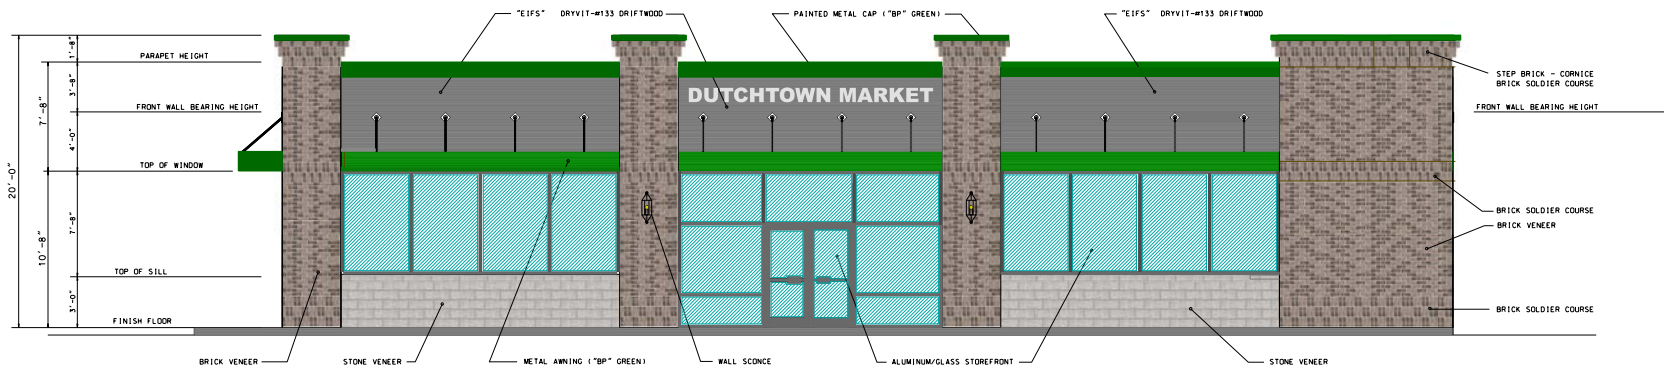 "EIFS" DRYVIT-#133 DRIFTWOOD
PAINTED METAL CAP ("BP" GREEN)
"EIFS" DRYVIT-#133 DRIFTWOOD
1'-8"
PARAPET HEIGHT
STEP BRICK - CORNICE
BRICK SOLDIER COURSE
3'-8"
DUTCHTOWN MARKET
FRONT WALL BEARING HEIGHT
FRONT WALL BEARING HEIGHT
7'-8"
4'-0"
TOP OF WINDOW
20'-0"
BRICK SOLDIER COURSE
7'-8"
BRICK VENEER
10'-8"
TOP OF SILL
3'-0"
BRICK SOLDIER COURSE
FINISH FLOOR
BRICK VENEER
STONE VENEER
METAL AWNING ("BP" GREEN)
WALL SCONCE
ALUMINUM/GLASS STOREFRONT
STONE VENEER